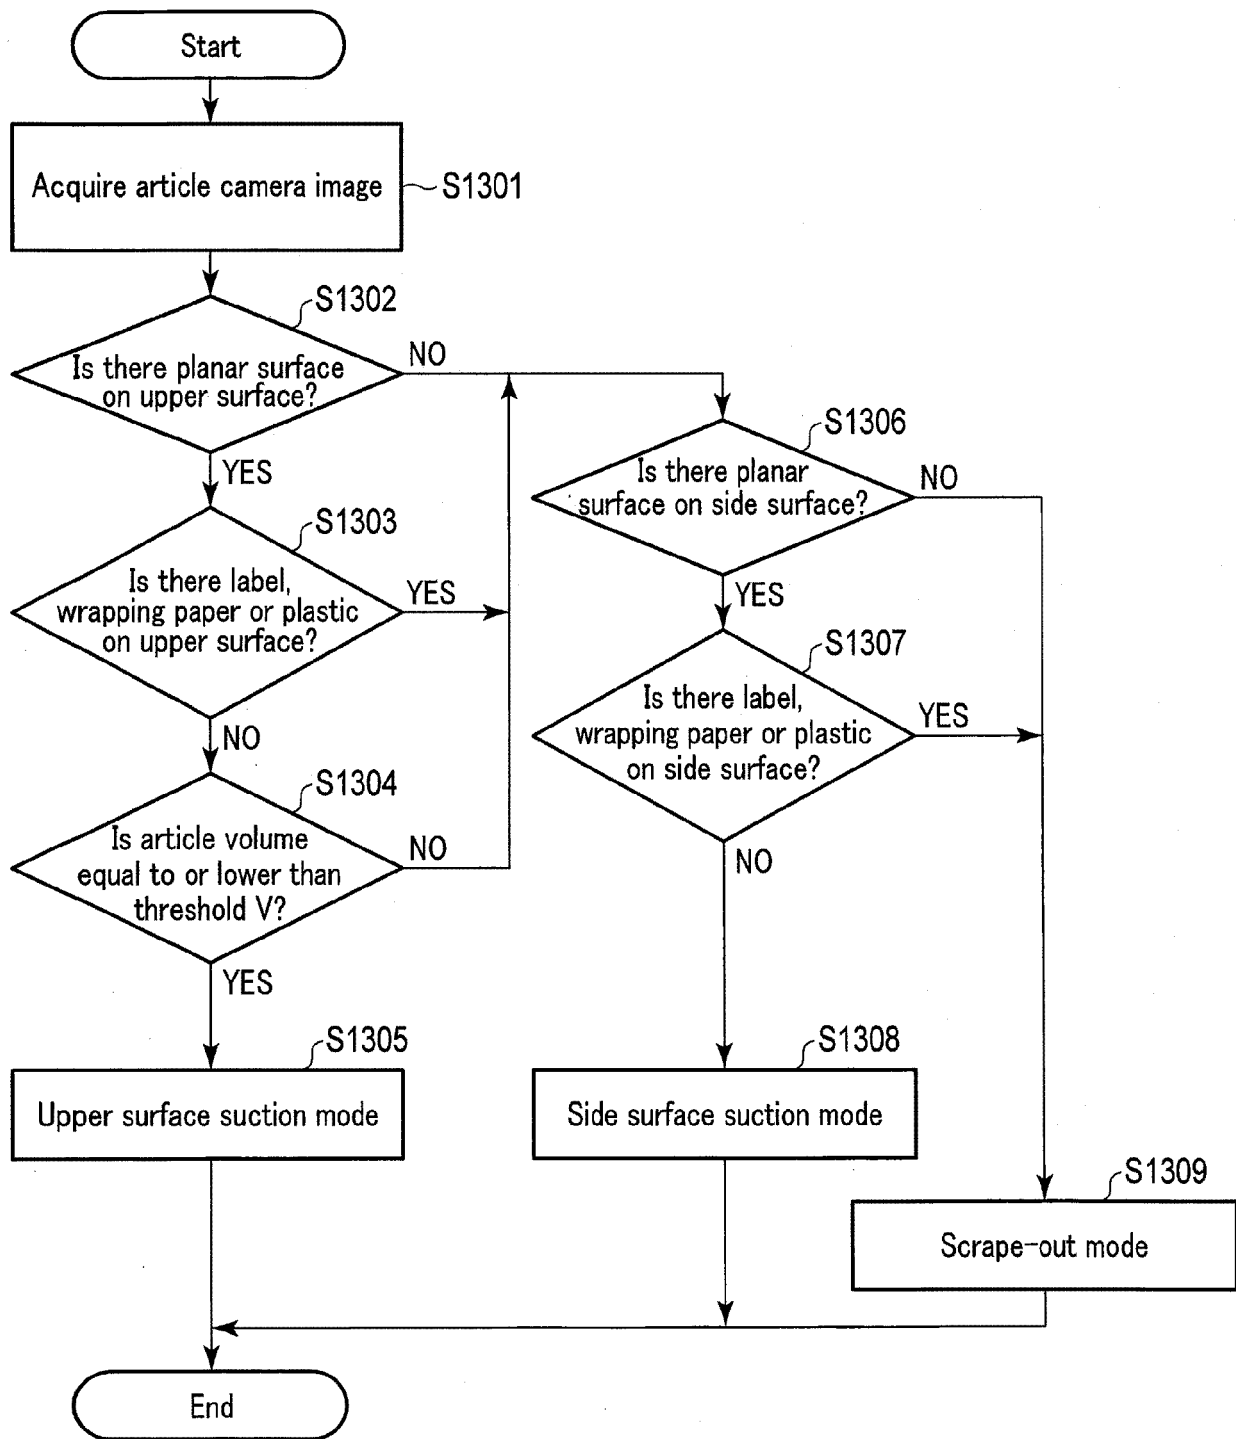 Start
Acquire article camera image
S1301
S1302
Is there planar surface
on upper surface?
NO
YES
S1303
Is there label,
wrapping paper or plastic
on upper surface?
YES
NO
S1304
Is article volume
equal to or lower than
threshold V?
NO
YES
S1305
Upper surface suction mode
S1306
Is there planar
surface on side surface?
NO
YES
S1307
Is there label,
wrapping paper or plastic
on side surface?
YES
NO
S1308
Side surface suction mode
S1309
Scrape-out mode
End